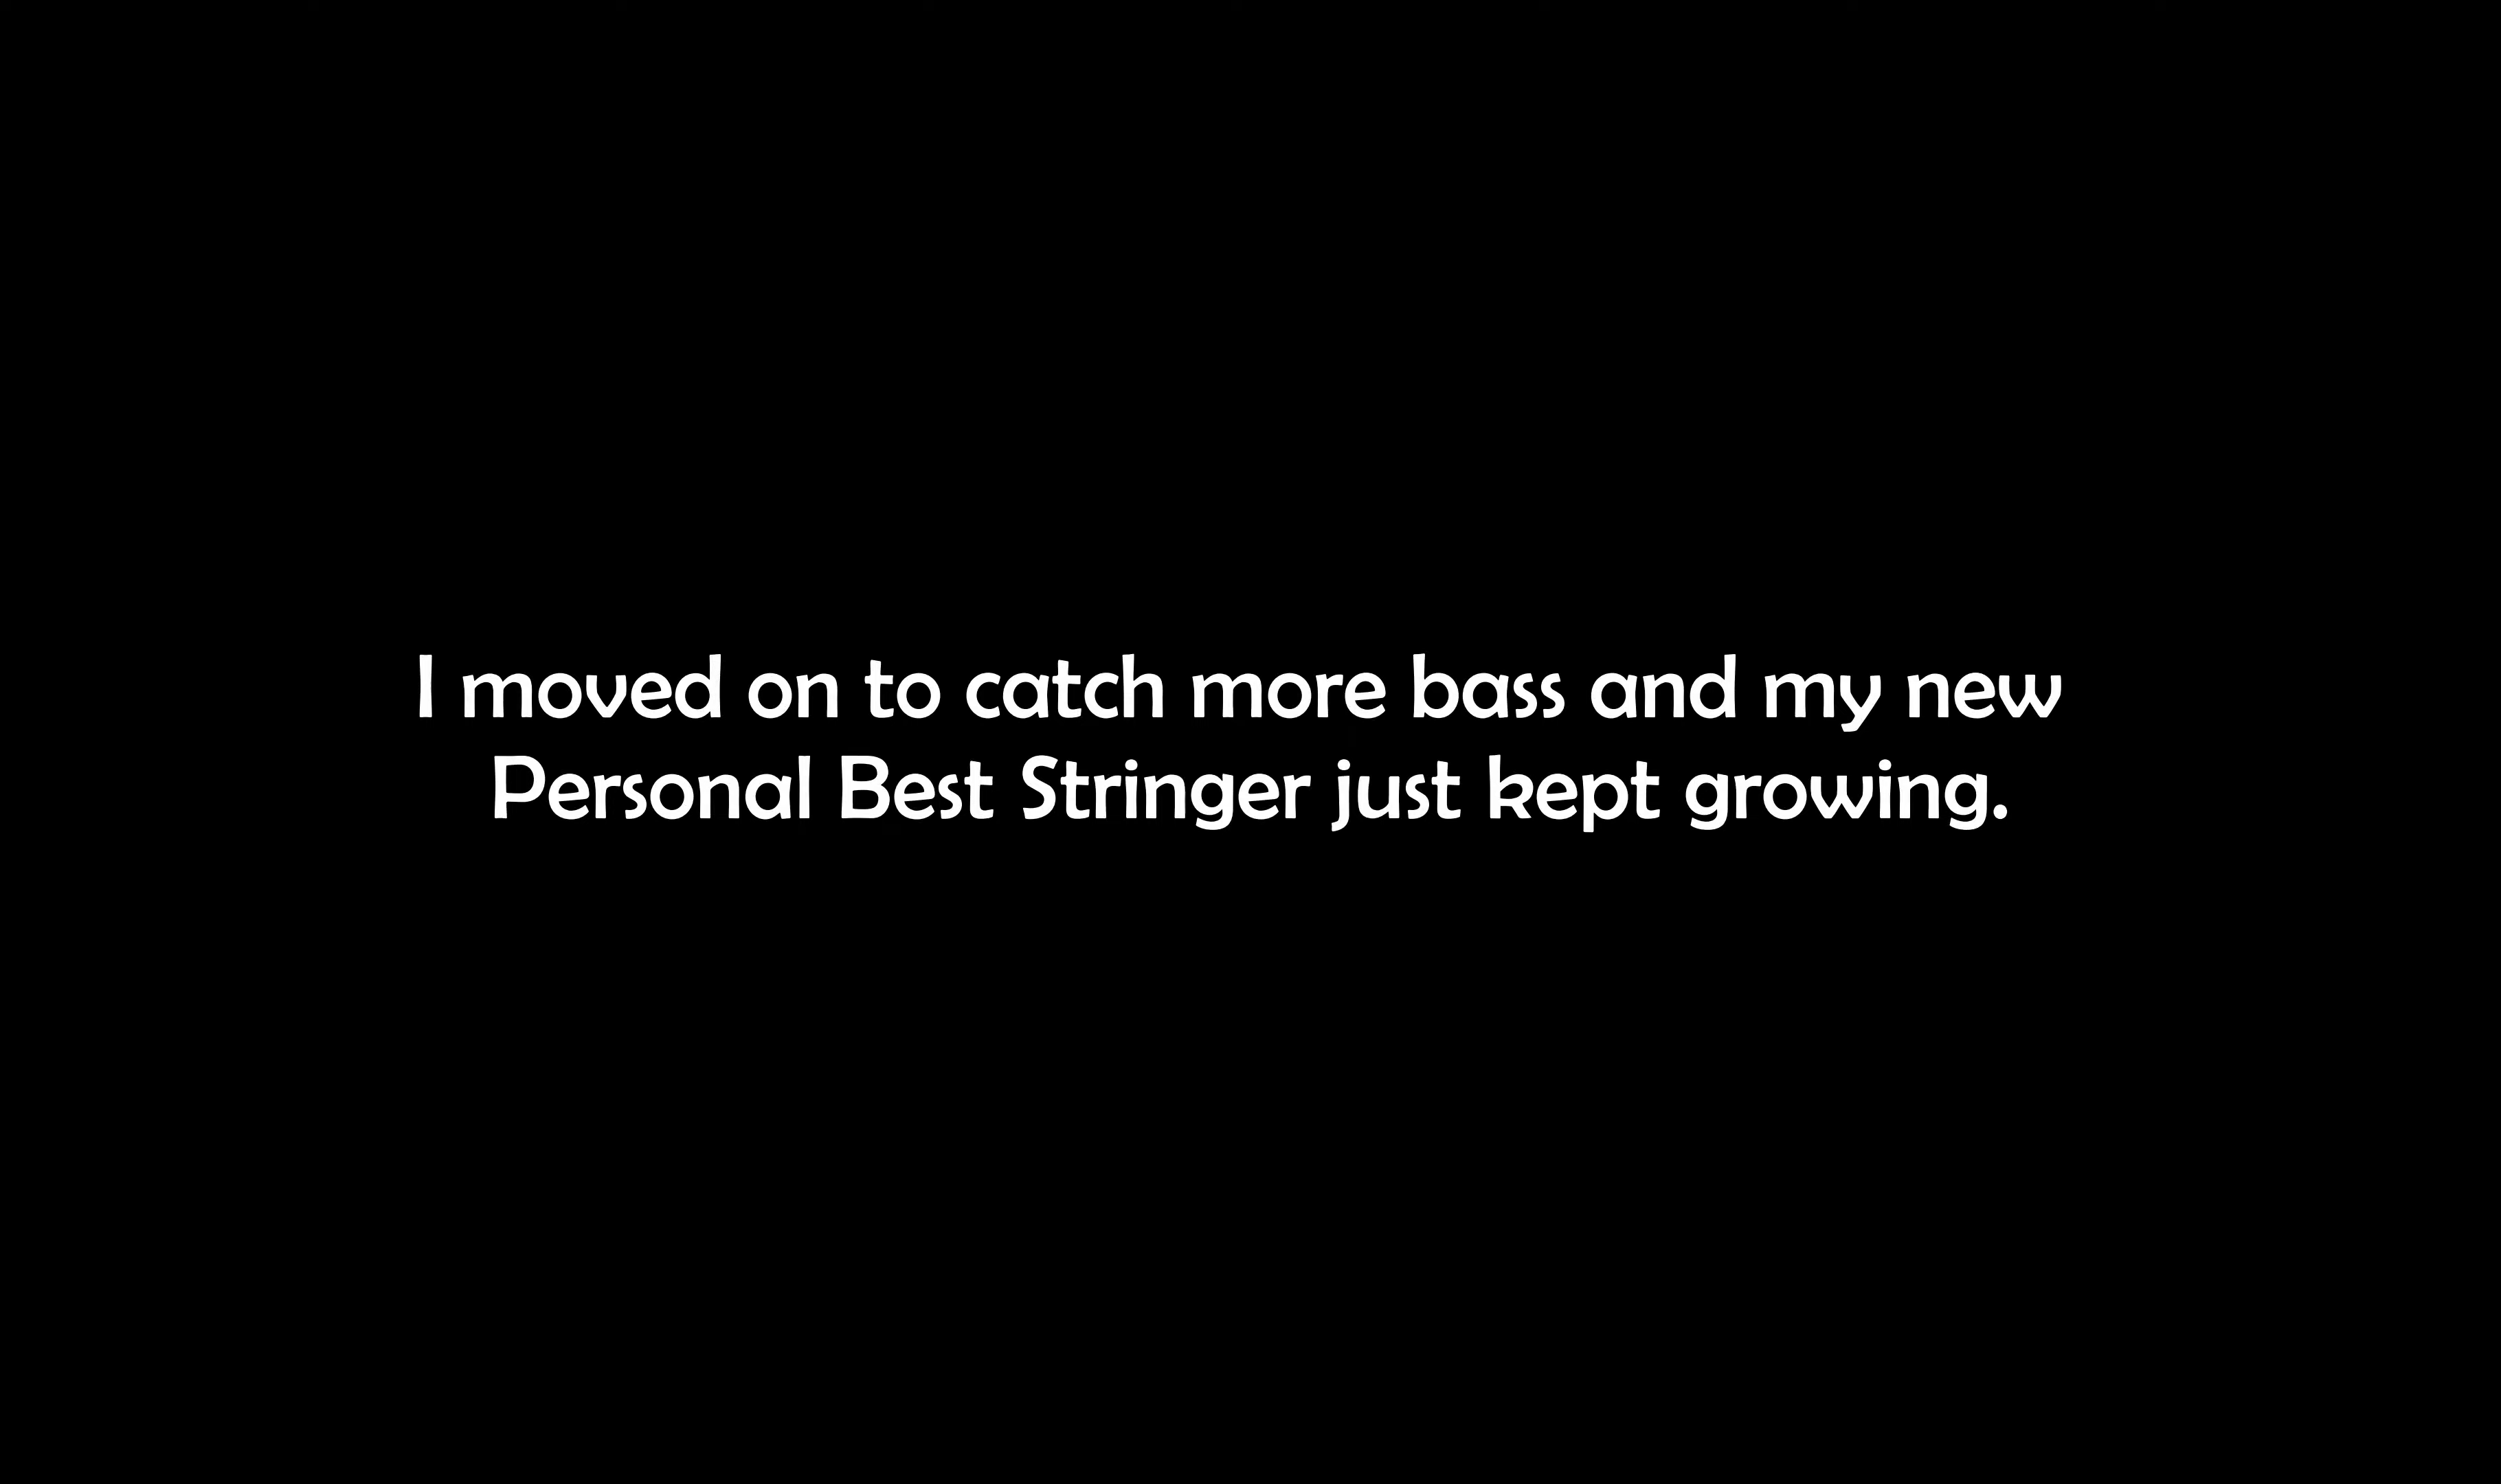 I moved on to catch more bass and my new
Personal Best Stringer just kept growing.